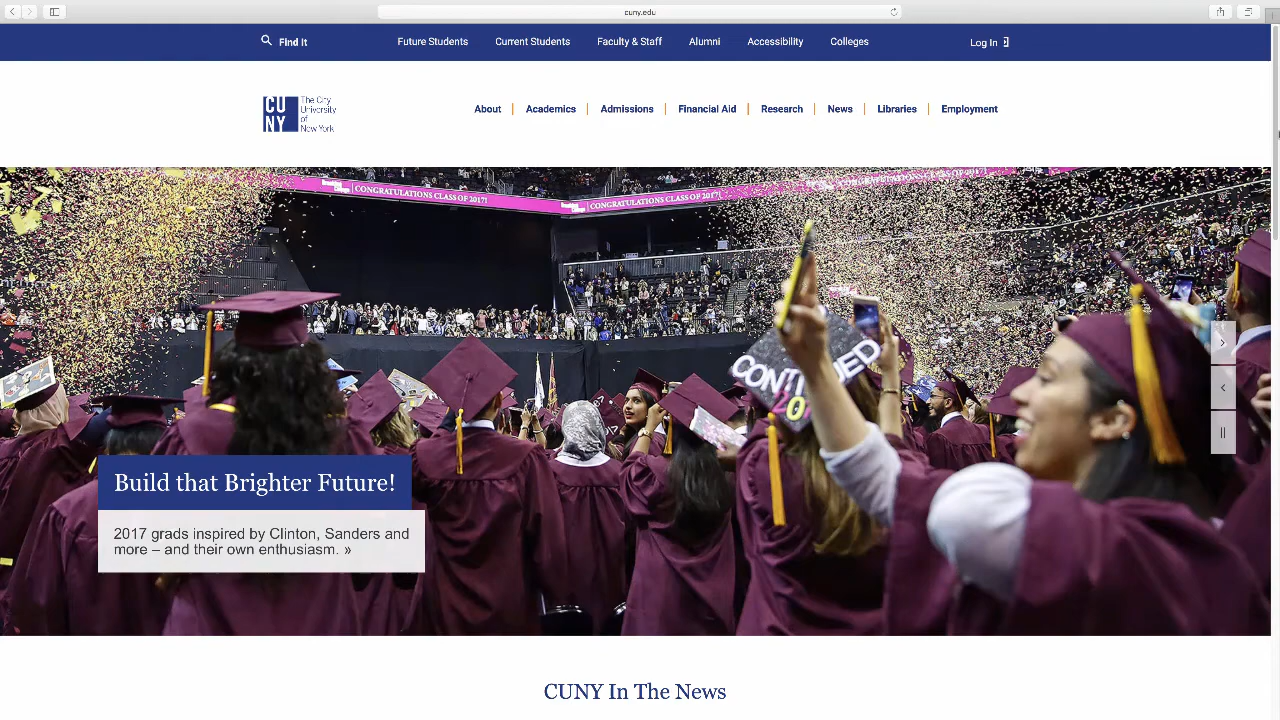 cuny.edu
Find It
Future Students
Current Students
Faculty & Staff
Alumni
Accessibility
Colleges
Log In
CU
NY
The City
University
of
New York
About
Academics
Admissions
Financial Aid
Research
News
Libraries
Employment
CONGRATULATIONS CLASS OF 2017!
CONGRATULATIONS CLASS OF 2017!
CONGRATULATIONS CLASS OF 2017!
Build that Brighter Future!
2017 grads inspired by Clinton, Sanders and
more – and their own enthusiasm. »
CUNY In The News